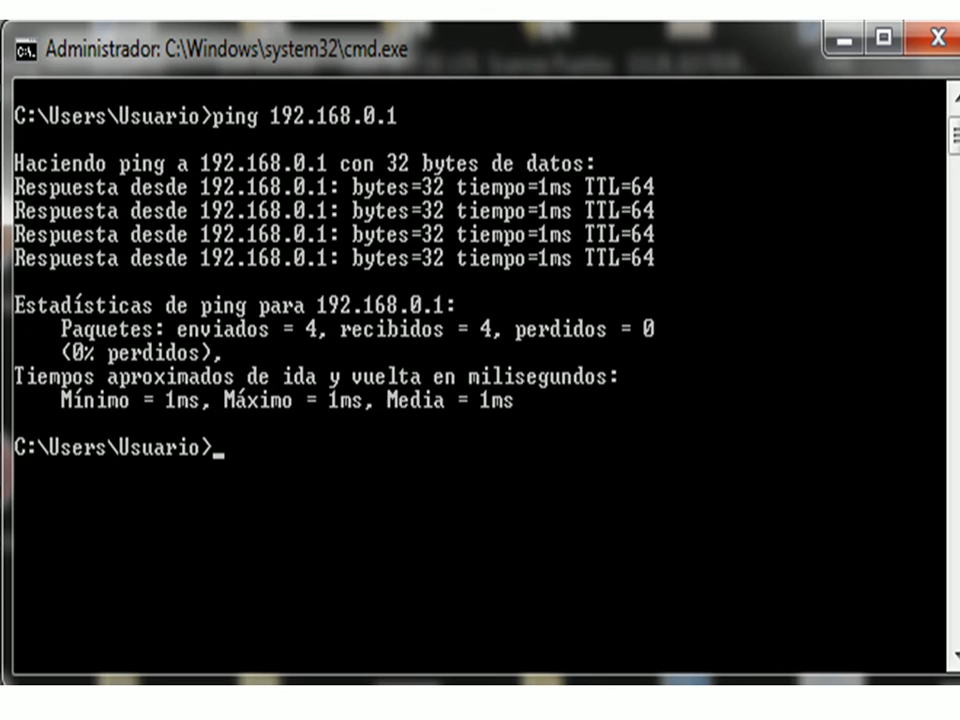 Administrador: C:\Windows\system32\cmd.exe
C:\Users\Usuario>ping 192.168.0.1
Haciendo ping a 192.168.0.1 con 32 bytes de datos:
Respuesta desde 192.168.0.1: bytes=32 tiempo=1ms TTL=64
Respuesta desde 192.168.0.1: bytes=32 tiempo=1ms TTL=64
Respuesta desde 192.168.0.1: bytes=32 tiempo=1ms TTL=64
Respuesta desde 192.168.0.1: bytes=32 tiempo=1ms TTL=64
Estadísticas de ping para 192.168.0.1:
Paquetes: enviados = 4, recibidos = 4, perdidos = 0
(0% perdidos),
Tiempos aproximados de ida y vuelta en milisegundos:
Mínimo = 1ms, Máximo = 1ms, Media = 1ms
C:\Users\Usuario>_